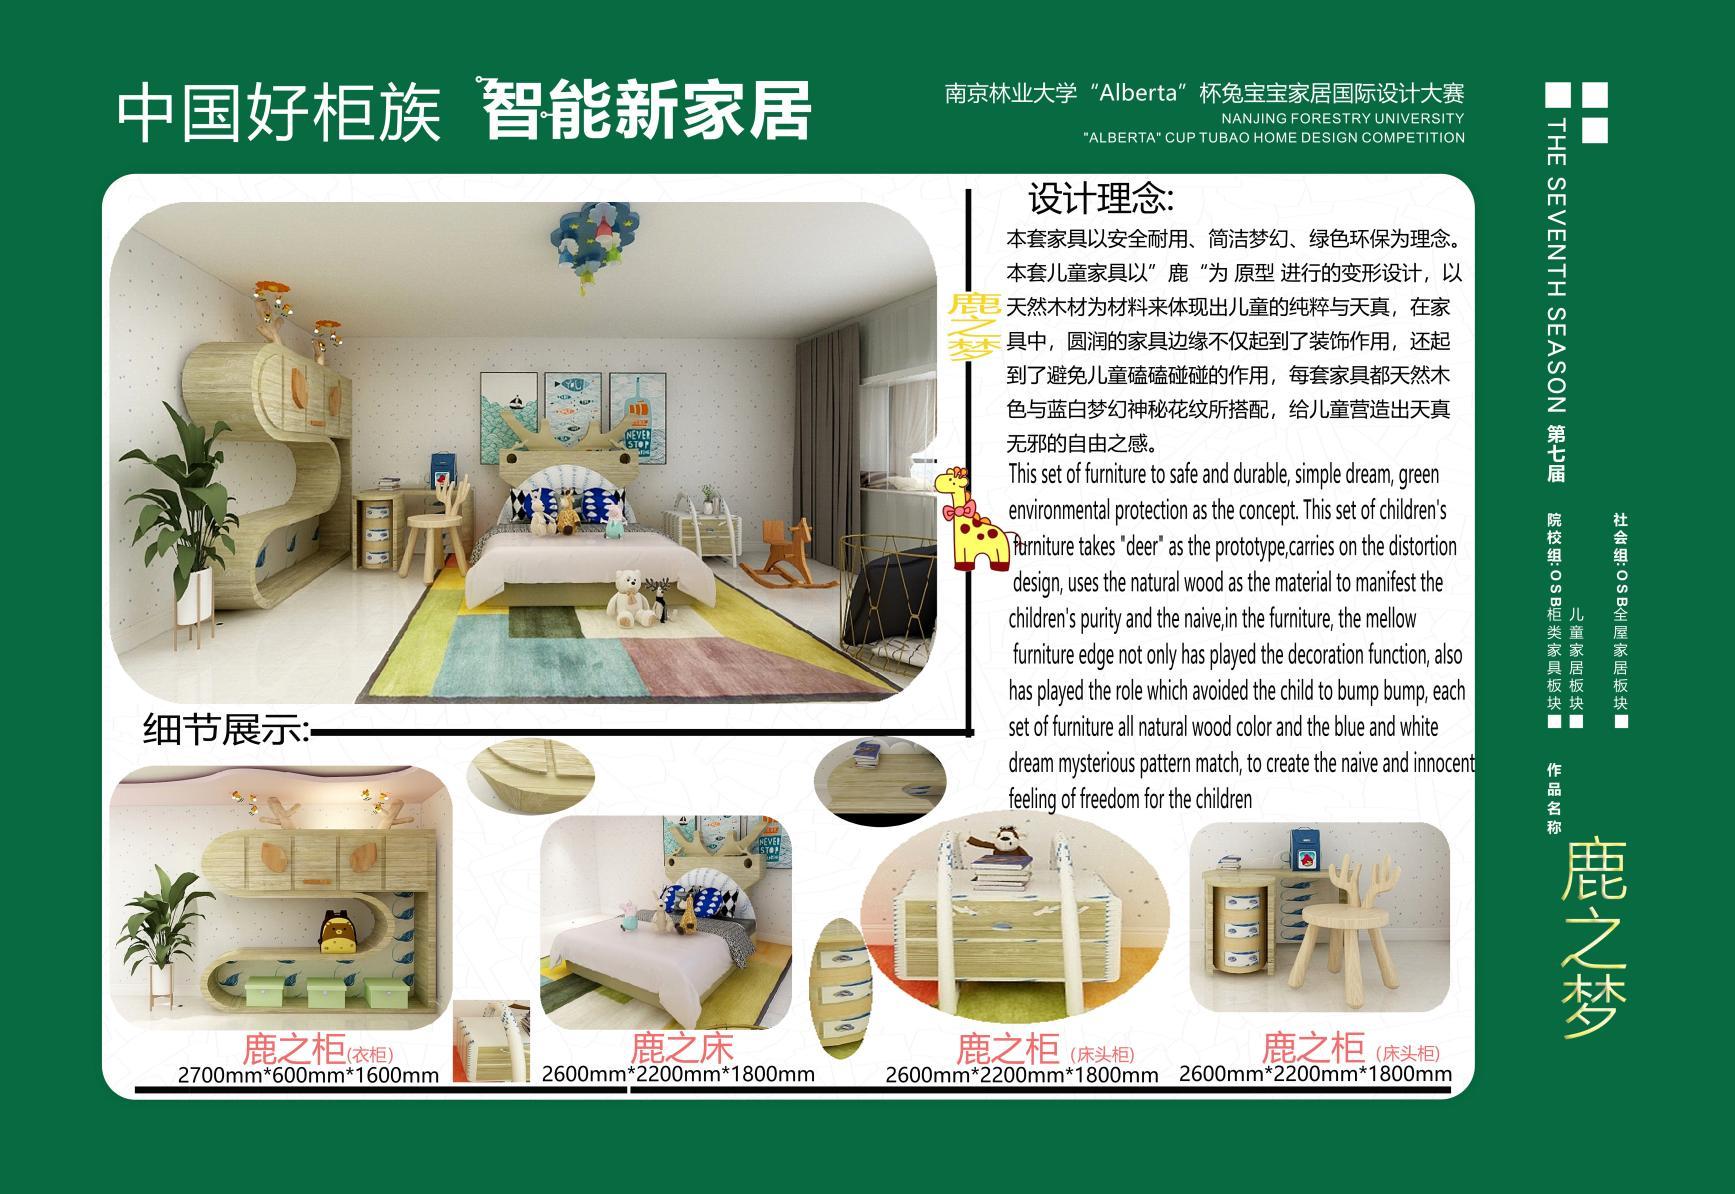 中国好柜族 智能新家居
南京林业大学“Alberta”杯兔宝宝家居国际设计大赛
NANJING FORESTRY UNIVERSITY
"ALBERTA" CUP TUBAO HOME DESIGN COMPETITION
设计理念:
本套家具以安全耐用、简洁梦幻、绿色环保为理念。
本套儿童家具以”鹿“为 原型 进行的变形设计，以
天然木材为材料来体现出儿童的纯粹与天真，在家
具中，圆润的家具边缘不仅起到了装饰作用，还起
到了避免儿童磕磕碰碰的作用，每套家具都天然木
色与蓝白梦幻神秘花纹所搭配，给儿童营造出天真
无邪的自由之感。
This set of furniture to safe and durable, simple dream, green
environmental protection as the concept. This set of children's
furniture takes "deer" as the prototype,carries on the distortion
design, uses the natural wood as the material to manifest the
children's purity and the naive,in the furniture, the mellow
furniture edge not only has played the decoration function, also
has played the role which avoided the child to bump bump, each
set of furniture all natural wood color and the blue and white
dream mysterious pattern match, to create the naive and innocent
feeling of freedom for the children
鹿之梦
YOU
NEVER
STOP
细节展示:
NEVER
STOP
鹿之柜(衣柜)
2700mm*600mm*1600mm
鹿之床
2600mm*2200mm*1800mm
鹿之柜（床头柜)
2600mm*2200mm*1800mm
鹿之柜（床头柜)
2600mm*2200mm*1800mm
THE SEVENTH SEASON 第七届
社会组:OSB全屋家居板块
院校组:OSB柜类家具板块
儿童家居板块
作品名称
鹿之梦